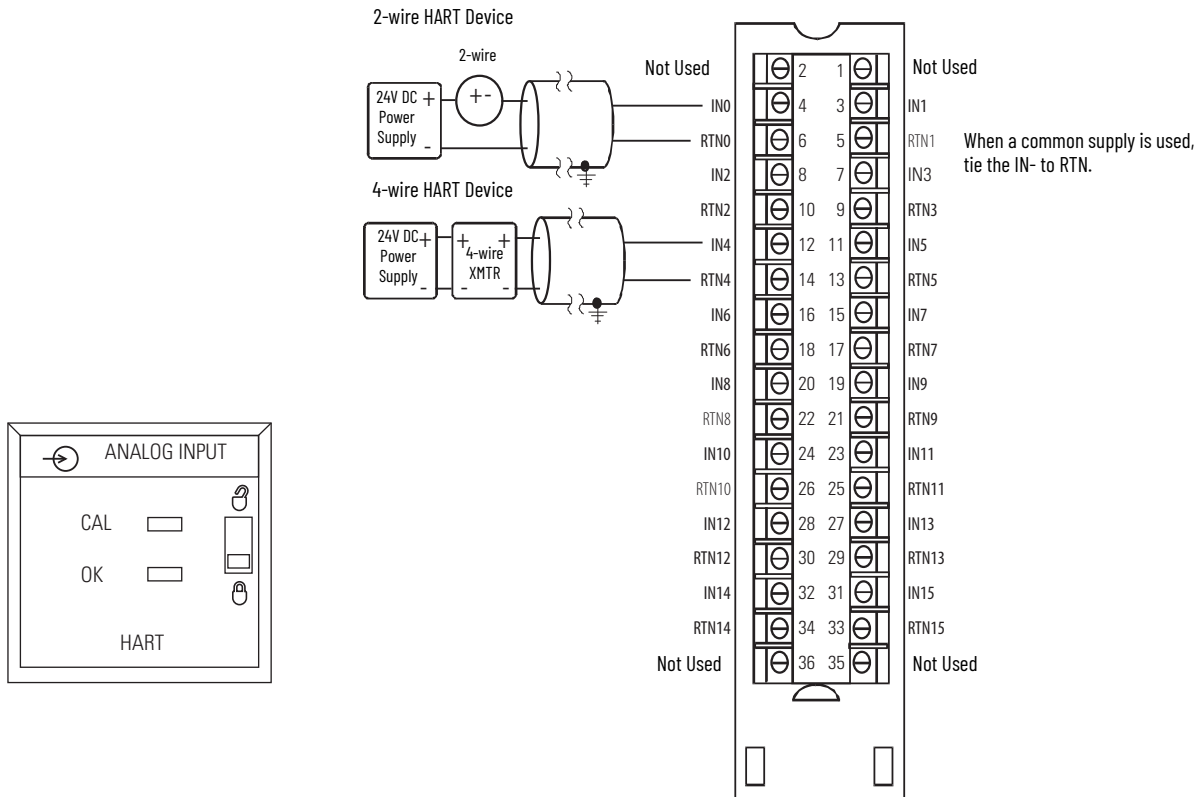 2-wire HART Device
2-wire
24V DC +
Power
Supply
-
+-
4-wire HART Device
24V DC +
Power
Supply
-
+ +
4-wire
XMTR
- -
Not Used 2 1 Not Used
IN0 4 3 IN1
RTN0 6 5 RTN1
IN2 8 7 IN3
RTN2 10 9 RTN3
IN4 12 11 IN5
RTN4 14 13 RTN5
IN6 16 15 IN7
RTN6 18 17 RTN7
IN8 20 19 IN9
RTN8 22 21 RTN9
IN10 24 23 IN11
RTN10 26 25 RTN11
IN12 28 27 IN13
RTN12 30 29 RTN13
IN14 32 31 IN15
RTN14 34 33 RTN15
Not Used 36 35 Not Used
When a common supply is used,
tie the IN- to RTN.
ANALOG INPUT
CAL
OK
HART